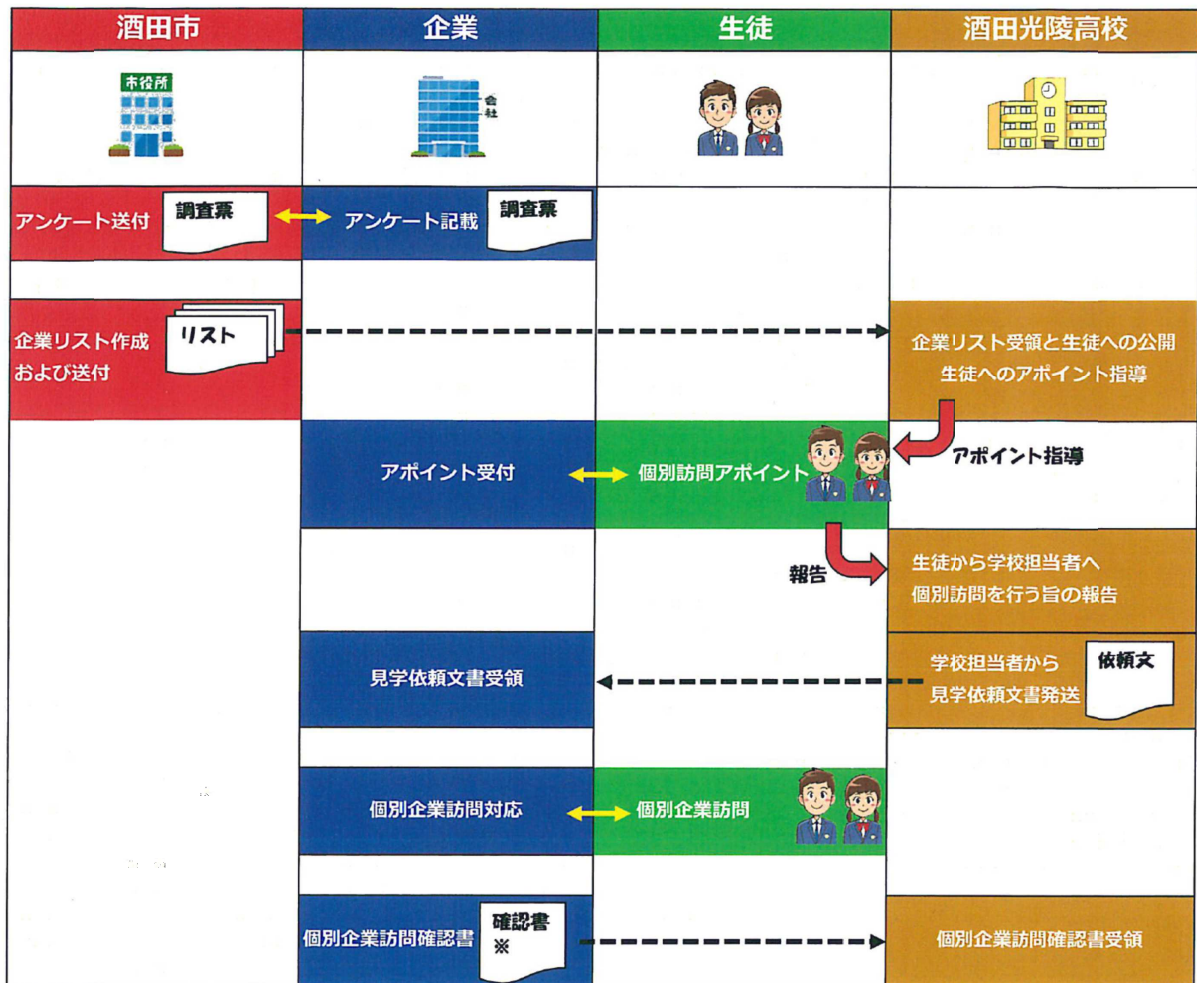 酒田市
企業
生徒
酒田光陵高校
市役所
会社
アンケート送付
調査票
アンケート記載
調査票
企業リスト作成
および送付
リスト
企業リスト受領と生徒への公開
生徒へのアポイント指導
アポイント受付
個別訪問アポイント
アポイント指導
報告
生徒から学校担当者へ
個別訪問を行う旨の報告
見学依頼文書受領
学校担当者から
見学依頼文書発送
依頼文
個別企業訪問対応
個別企業訪問
個別企業訪問確認書
確認書
※
個別企業訪問確認書受領